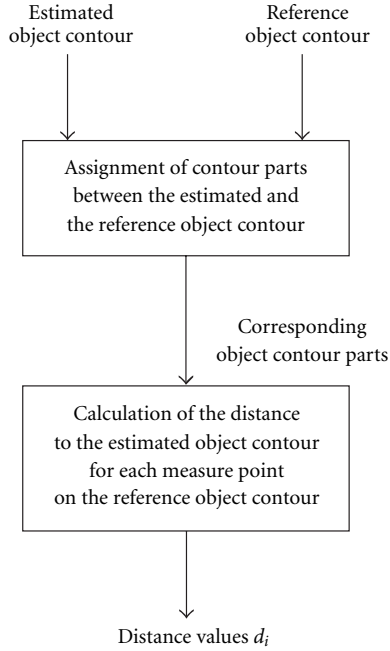 Estimated
object contour
Reference
object contour
Assignment of contour parts
between the estimated and
the reference object contour
Corresponding
object contour parts
Calculation of the distance
to the estimated object contour
for each measure point
on the reference object contour
Distance values d_i